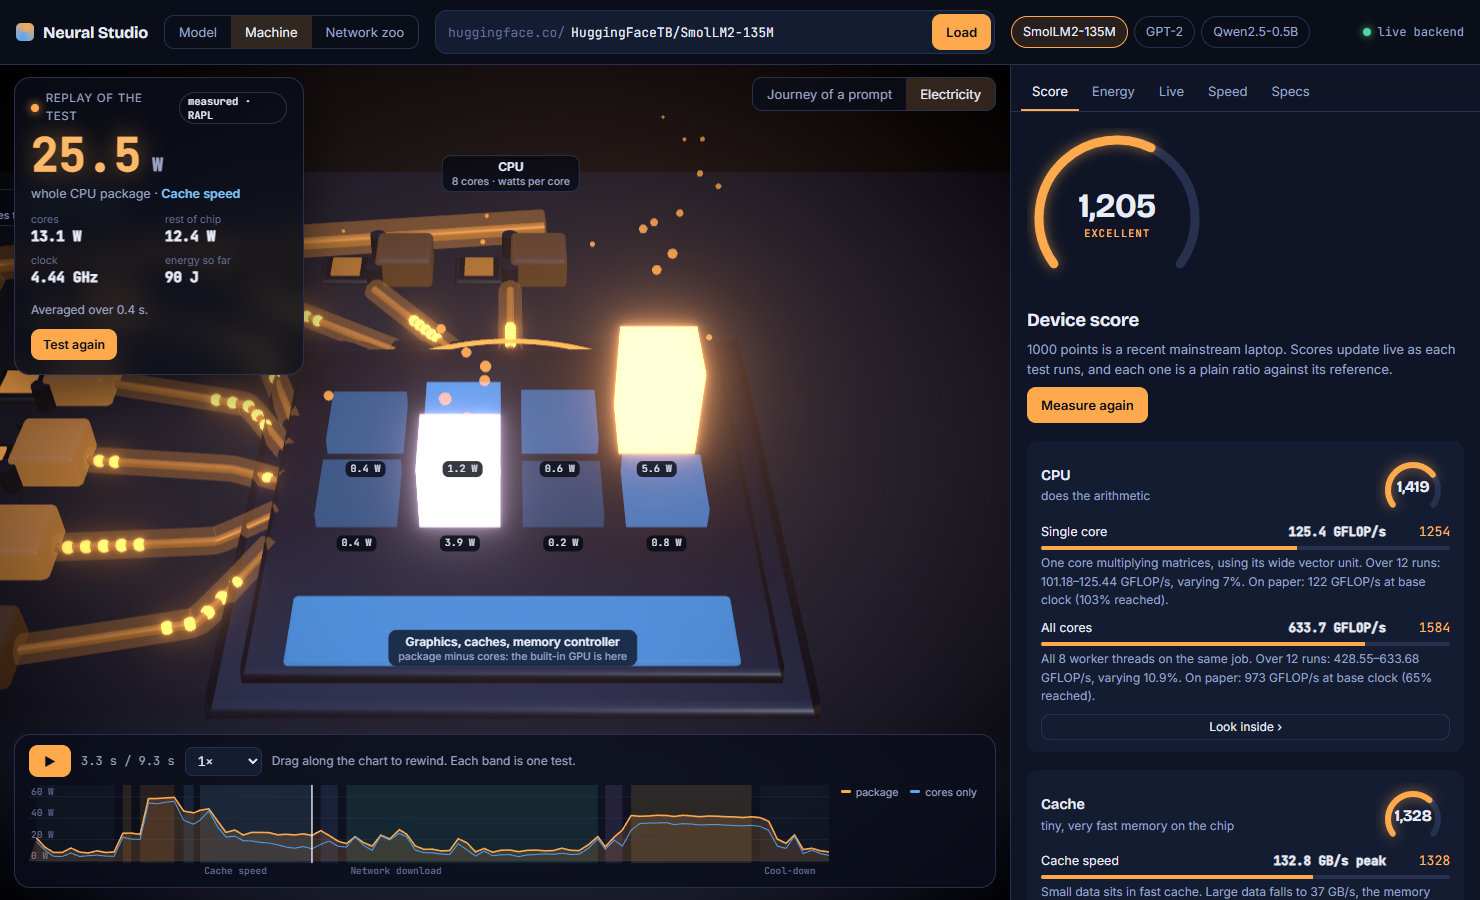 Neural Studio
Model
Machine
Network zoo
huggingface.co/ HuggingFaceTB/SmolLM2-135M
Load
SmolLM2-135M
GPT-2
Qwen2.5-0.5B
live backend
REPLAY OF THE
TEST
measured ·
RAPL
25.5 W
whole CPU package · Cache speed
cores
13.1 W
rest of chip
12.4 W
clock
4.44 GHz
energy so far
90 J
Averaged over 0.4 s.
Test again
Journey of a prompt
Electricity
CPU
8 cores · watts per core
0.4 W
1.2 W
0.6 W
5.6 W
0.4 W
3.9 W
0.2 W
0.8 W
Graphics, caches, memory controller
package minus cores: the built-in GPU is here
3.3 s / 9.3 s
1×
Drag along the chart to rewind. Each band is one test.
60 W
40 W
20 W
0 W
package
cores only
Cache speed
Network download
Cool-down
Score
Energy
Live
Speed
Specs
1,205
EXCELLENT
Device score
1000 points is a recent mainstream laptop. Scores update live as each
test runs, and each one is a plain ratio against its reference.
Measure again
CPU
does the arithmetic
1,419
Single core
125.4 GFLOP/s
1254
One core multiplying matrices, using its wide vector unit. Over 12 runs:
101.18–125.44 GFLOP/s, varying 7%. On paper: 122 GFLOP/s at base
clock (103% reached).
All cores
633.7 GFLOP/s
1584
All 8 worker threads on the same job. Over 12 runs: 428.55–633.68
GFLOP/s, varying 10.9%. On paper: 973 GFLOP/s at base clock (65%
reached).
Look inside ›
Cache
tiny, very fast memory on the chip
1,328
Cache speed
132.8 GB/s peak
1328
Small data sits in fast cache. Large data falls to 37 GB/s, the memory